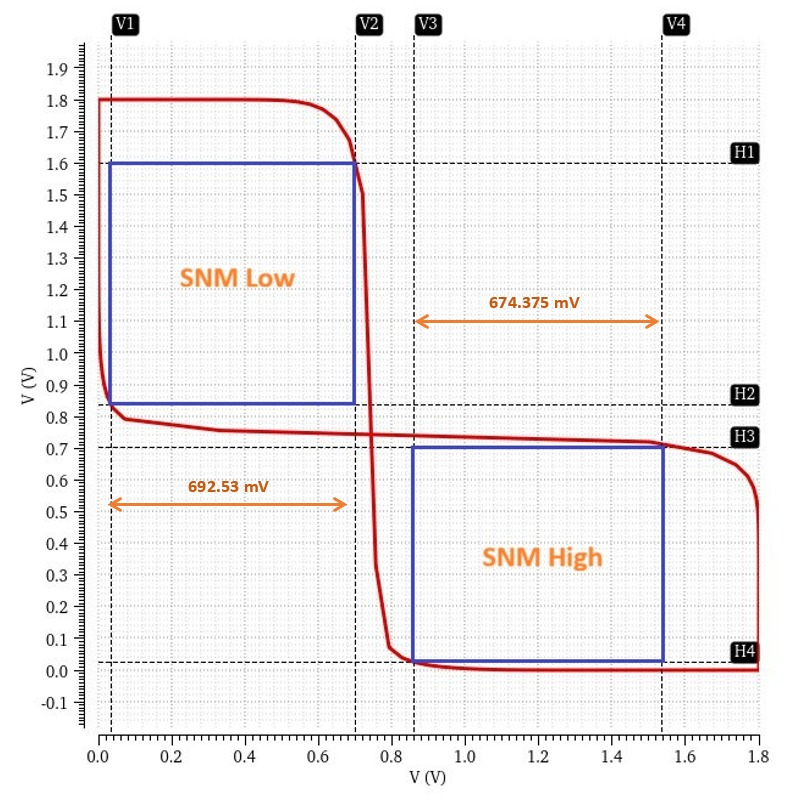 V1
V2
V3
V4
1.9
1.8
1.7
1.6
1.5
1.4
1.3
1.2
1.1
1.0
0.9
0.8
0.7
0.6
0.5
0.4
0.3
0.2
0.1
0.0
-0.1
V (V)
H1
SNM Low
674.375 mV
H2
H3
692.53 mV
SNM High
H4
0.0
0.2
0.4
0.6
0.8
1.0
1.2
1.4
1.6
1.8
V (V)